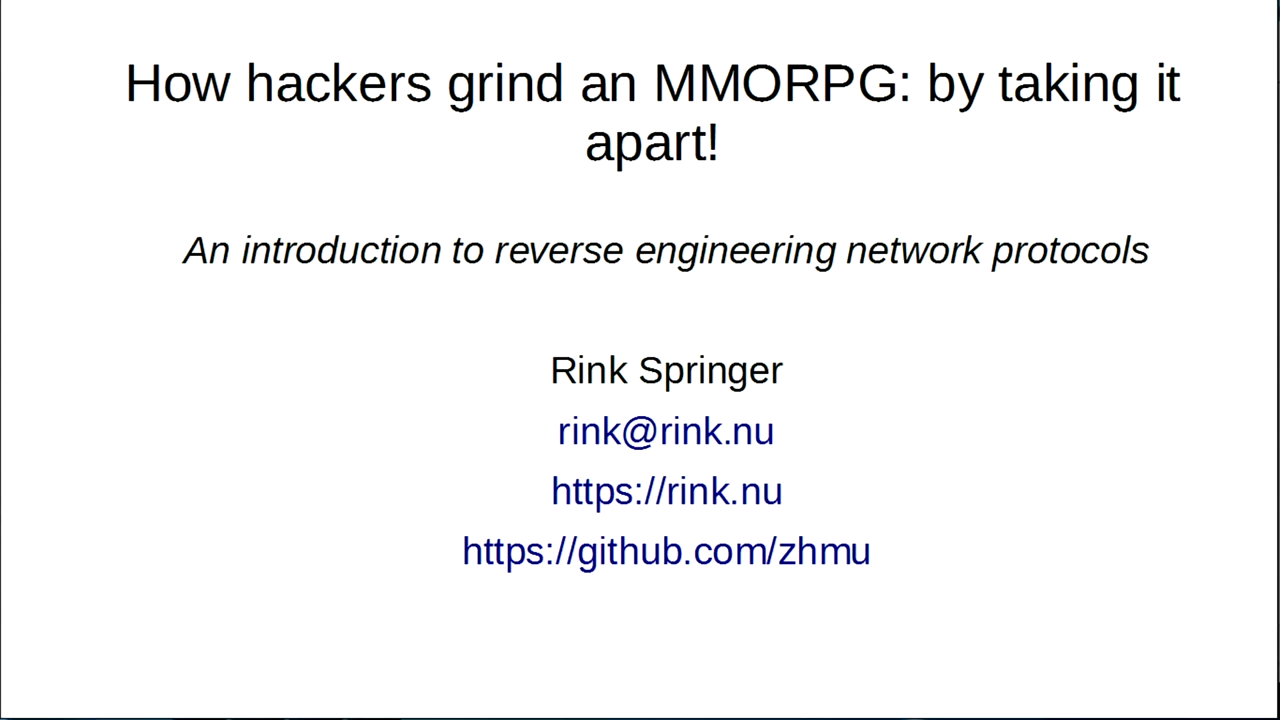 How hackers grind an MMORPG: by taking it
apart!
An introduction to reverse engineering network protocols
Rink Springer
rink@rink.nu
https://rink.nu
https://github.com/zhmu